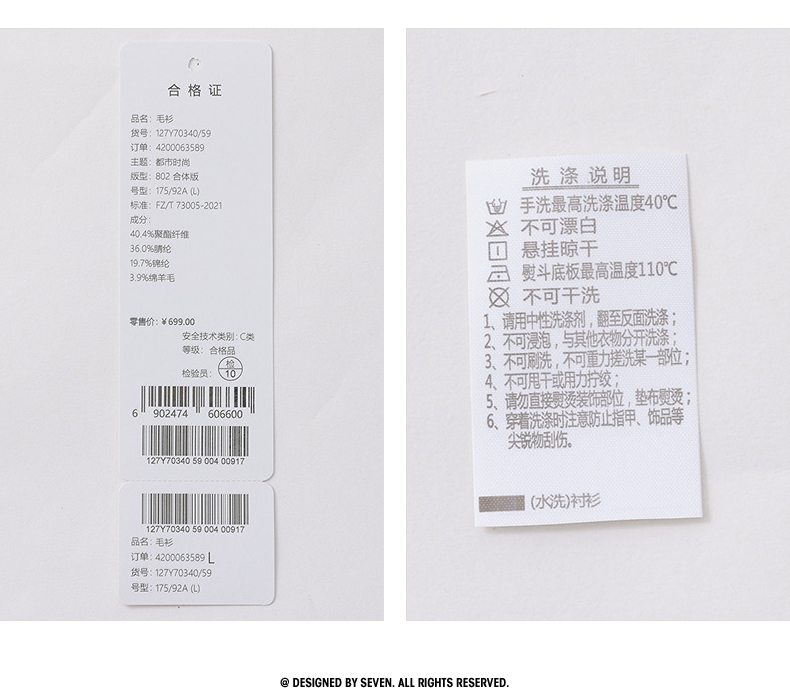 合格证
品名：毛衫
货号：127Y70340/59
订单：4200063589
主题：都市时尚
版型：802 合体版
号型：175/92A (L)
标准：FZ/T 73005-2021
成分：
40.4%聚酯纤维
36.0%腈纶
19.7%锦纶
3.9%绵羊毛
零售价：¥699.00
安全技术类别：C类
等级：合格品
检验员：检 10
6 902474 606600
127Y70340 59 004 00917
127Y70340 59 004 00917
品名：毛衫
订单：4200063589 L
货号：127Y70340/59
号型：175/92A (L)
洗涤说明
手洗最高洗涤温度40℃
不可漂白
悬挂晾干
熨斗底板最高温度110℃
不可干洗
1、请用中性洗涤剂，翻至反面洗涤；
2、不可浸泡，与其他衣物分开洗涤；
3、不可刷洗，不可重力搓洗某一部位；
4、不可甩干或用力拧绞；
5、请勿直接熨烫装饰部位，垫布熨烫；
6、穿着洗涤时注意防止指甲、饰品等
尖锐物刮伤。
(水洗)衬衫
@ DESIGNED BY SEVEN. ALL RIGHTS RESERVED.